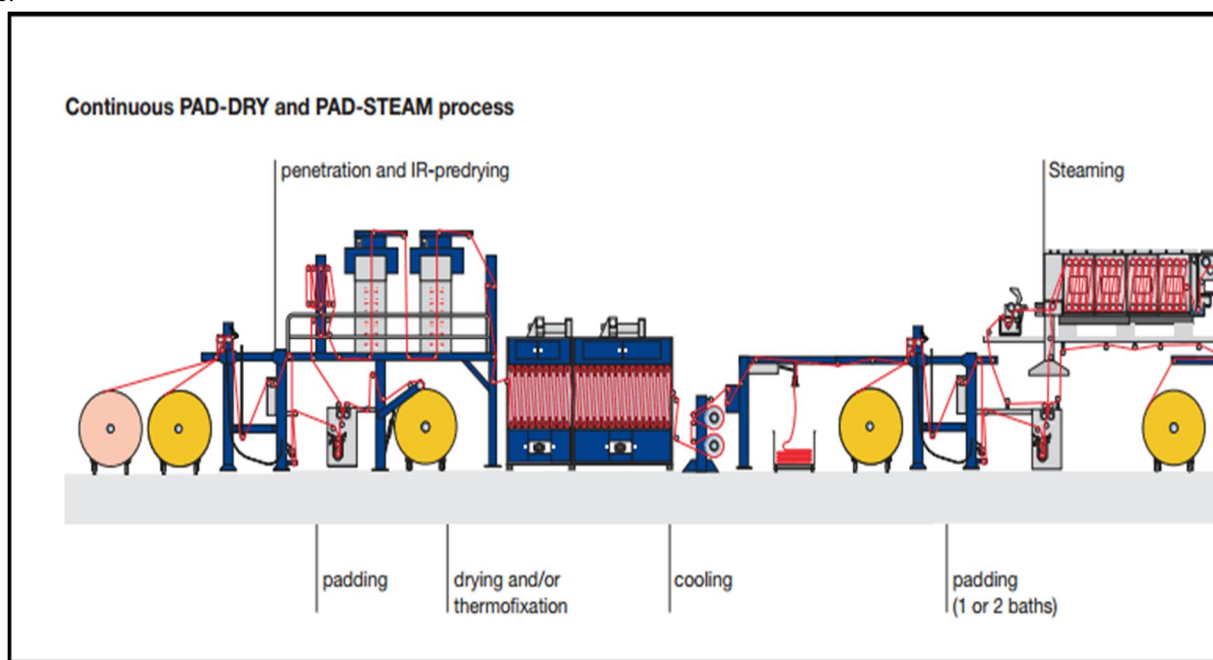 Continuous PAD-DRY and PAD-STEAM process
penetration and IR-predrying
Steaming
padding
drying and/or
thermofixation
cooling
padding
(1 or 2 baths)